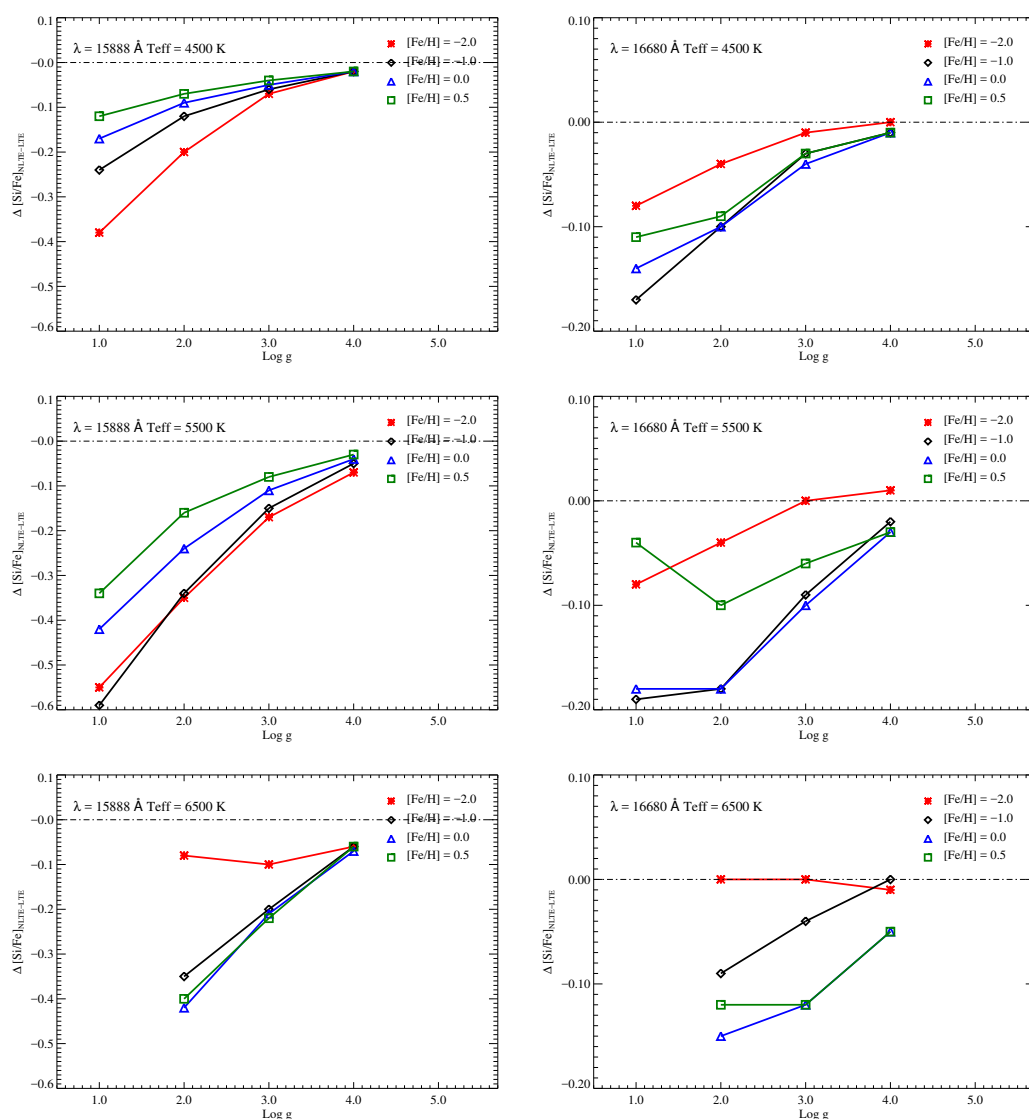 λ = 15888 Å Teff = 4500 K
[Fe/H] = −2.0
[Fe/H] = −1.0
[Fe/H] = 0.0
[Fe/H] = 0.5
0.1
−0.0
−0.1
−0.2
−0.3
−0.4
−0.5
−0.6
Δ [Si/Fe]NLTE−LTE
1.0 2.0 3.0 4.0 5.0
Log g
λ = 16680 Å Teff = 4500 K
[Fe/H] = −2.0
[Fe/H] = −1.0
[Fe/H] = 0.0
[Fe/H] = 0.5
0.10
0.00
−0.10
−0.20
Δ [Si/Fe]NLTE−LTE
1.0 2.0 3.0 4.0 5.0
Log g
λ = 15888 Å Teff = 5500 K
[Fe/H] = −2.0
[Fe/H] = −1.0
[Fe/H] = 0.0
[Fe/H] = 0.5
0.1
−0.0
−0.1
−0.2
−0.3
−0.4
−0.5
−0.6
Δ [Si/Fe]NLTE−LTE
1.0 2.0 3.0 4.0 5.0
Log g
λ = 16680 Å Teff = 5500 K
[Fe/H] = −2.0
[Fe/H] = −1.0
[Fe/H] = 0.0
[Fe/H] = 0.5
0.10
0.00
−0.10
−0.20
Δ [Si/Fe]NLTE−LTE
1.0 2.0 3.0 4.0 5.0
Log g
λ = 15888 Å Teff = 6500 K
[Fe/H] = −2.0
[Fe/H] = −1.0
[Fe/H] = 0.0
[Fe/H] = 0.5
0.1
−0.0
−0.1
−0.2
−0.3
−0.4
−0.5
−0.6
Δ [Si/Fe]NLTE−LTE
1.0 2.0 3.0 4.0 5.0
Log g
λ = 16680 Å Teff = 6500 K
[Fe/H] = −2.0
[Fe/H] = −1.0
[Fe/H] = 0.0
[Fe/H] = 0.5
0.10
0.00
−0.10
−0.20
Δ [Si/Fe]NLTE−LTE
1.0 2.0 3.0 4.0 5.0
Log g